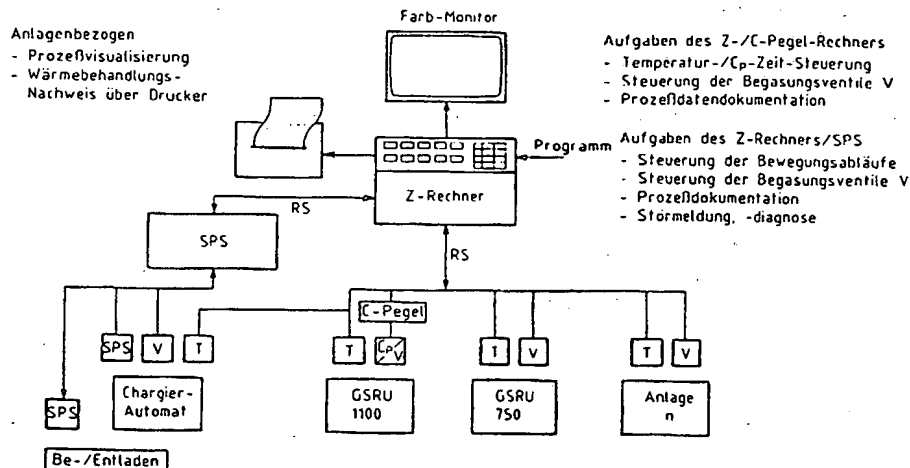 Farb-Monitor
Anlagenbezogen
- Prozeßvisualisierung
- Wärmebehandlungs-
Nachweis über Drucker
Aufgaben des Z-/C-Pegel-Rechners
- Temperatur-/Cp-Zeit-Steuerung
- Steuerung der Begasungsventile V
- Prozeßdatendokumentation
Programm
Aufgaben des Z-Rechners/SPS
- Steuerung der Bewegungsabläufe
- Steuerung der Begasungsventile V
- Prozeßdokumentation
- Störmeldung, -diagnose
Z-Rechner
RS
SPS
RS
C-Pegel
SPS
V
T
T
Cp/V
T
V
T
V
Chargier-
Automat
GSRU
1100
GSRU
750
Anlage
n
SPS
Be-/Entladen